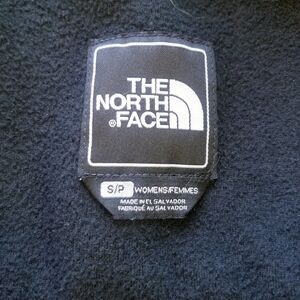 THE
NORTH
®FACE
S/P WOMENS/FEMMES
MADE IN EL SALVADOR
FABRIQUÉ AU SALVADOR